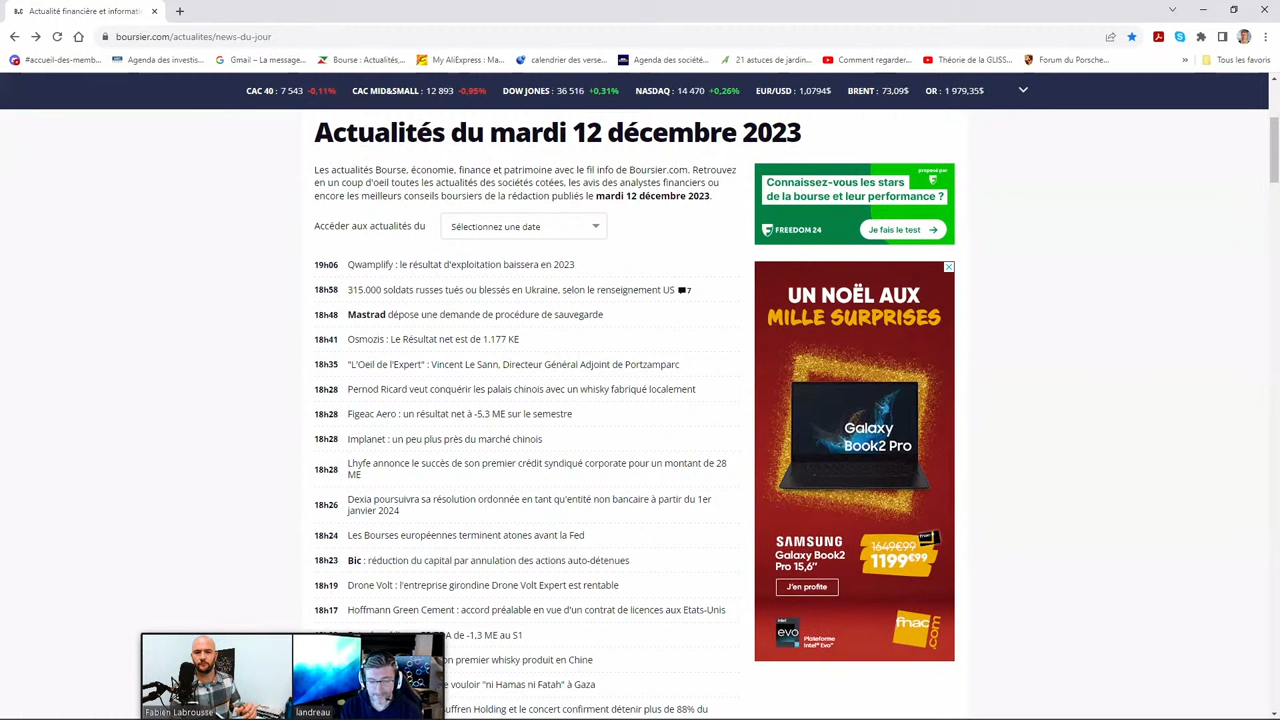 Actualité financière et informati
boursier.com/actualites/news-du-jour
#accueil-des-memb...
Agenda des investis...
Gmail – La message...
Bourse : Actualités,...
My AliExpress : Ma...
calendrier des verse...
Agenda des société...
21 astuces de jardin...
Comment regarder...
Théorie de la GLISS...
Forum du Porsche...
»
Tous les favoris
CAC 40 : 7 543 -0,11%
CAC MID&SMALL : 12 893 -0,95%
DOW JONES : 36 516 +0,31%
NASDAQ : 14 470 +0,26%
EUR/USD : 1,0794$
BRENT : 73,09$
OR : 1 979,35$
Actualités du mardi 12 décembre 2023
Les actualités Bourse, économie, finance et patrimoine avec le fil info de Boursier.com. Retrouvez
en un coup d'oeil toutes les actualités des sociétés cotées, les avis des analystes financiers ou
encore les meilleurs conseils boursiers de la rédaction publiés le mardi 12 décembre 2023.
Accéder aux actualités du
Sélectionnez une date
19h06 Qwamplify : le résultat d'exploitation baissera en 2023
18h58 315.000 soldats russes tués ou blessés en Ukraine, selon le renseignement US 7
18h48 Mastrad dépose une demande de procédure de sauvegarde
18h41 Osmozis : Le Résultat net est de 1.177 KE
18h35 "L'Oeil de l'Expert" : Vincent Le Sann, Directeur Général Adjoint de Portzamparc
18h28 Pernod Ricard veut conquérir les palais chinois avec un whisky fabriqué localement
18h28 Figeac Aero : un résultat net à -5,3 ME sur le semestre
18h28 Implanet : un peu plus près du marché chinois
18h28 Lhyfe annonce le succès de son premier crédit syndiqué corporate pour un montant de 28
ME
18h26 Dexia poursuivra sa résolution ordonnée en tant qu'entité non bancaire à partir du 1er
janvier 2024
18h24 Les Bourses européennes terminent atones avant la Fed
18h23 Bic : réduction du capital par annulation des actions auto-détenues
18h19 Drone Volt : l'entreprise girondine Drone Volt Expert est rentable
18h17 Hoffmann Green Cement : accord préalable en vue d'un contrat de licences aux Etats-Unis
DA de -1,3 ME au S1
on premier whisky produit en Chine
e vouloir "ni Hamas ni Fatah" à Gaza
uffren Holding et le concert confirment détenir plus de 88% du
proposé par
Connaissez-vous les stars
de la bourse et leur performance ?
FREEDOM 24
Je fais le test
UN NOËL AUX
MILLE SURPRISES
Galaxy
Book2 Pro
SAMSUNG
Galaxy Book2
Pro 15,6"
1649€99
1199€99
J'en profite
intel
evo
Plateforme
Intel® Evo™
fnac
.com
fnac
Fabien Labrousse
landreau